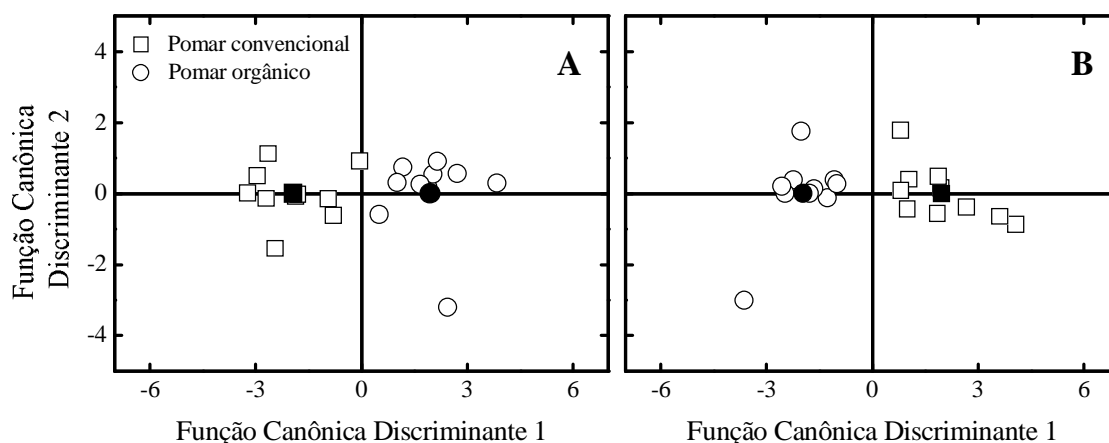 Pomar convencional
Pomar orgânico
A
B
Função Canônica
Discriminante 2
4
2
0
-2
-4
-6
-3
0
3
6
-6
-3
0
3
6
Função Canônica Discriminante 1
Função Canônica Discriminante 1